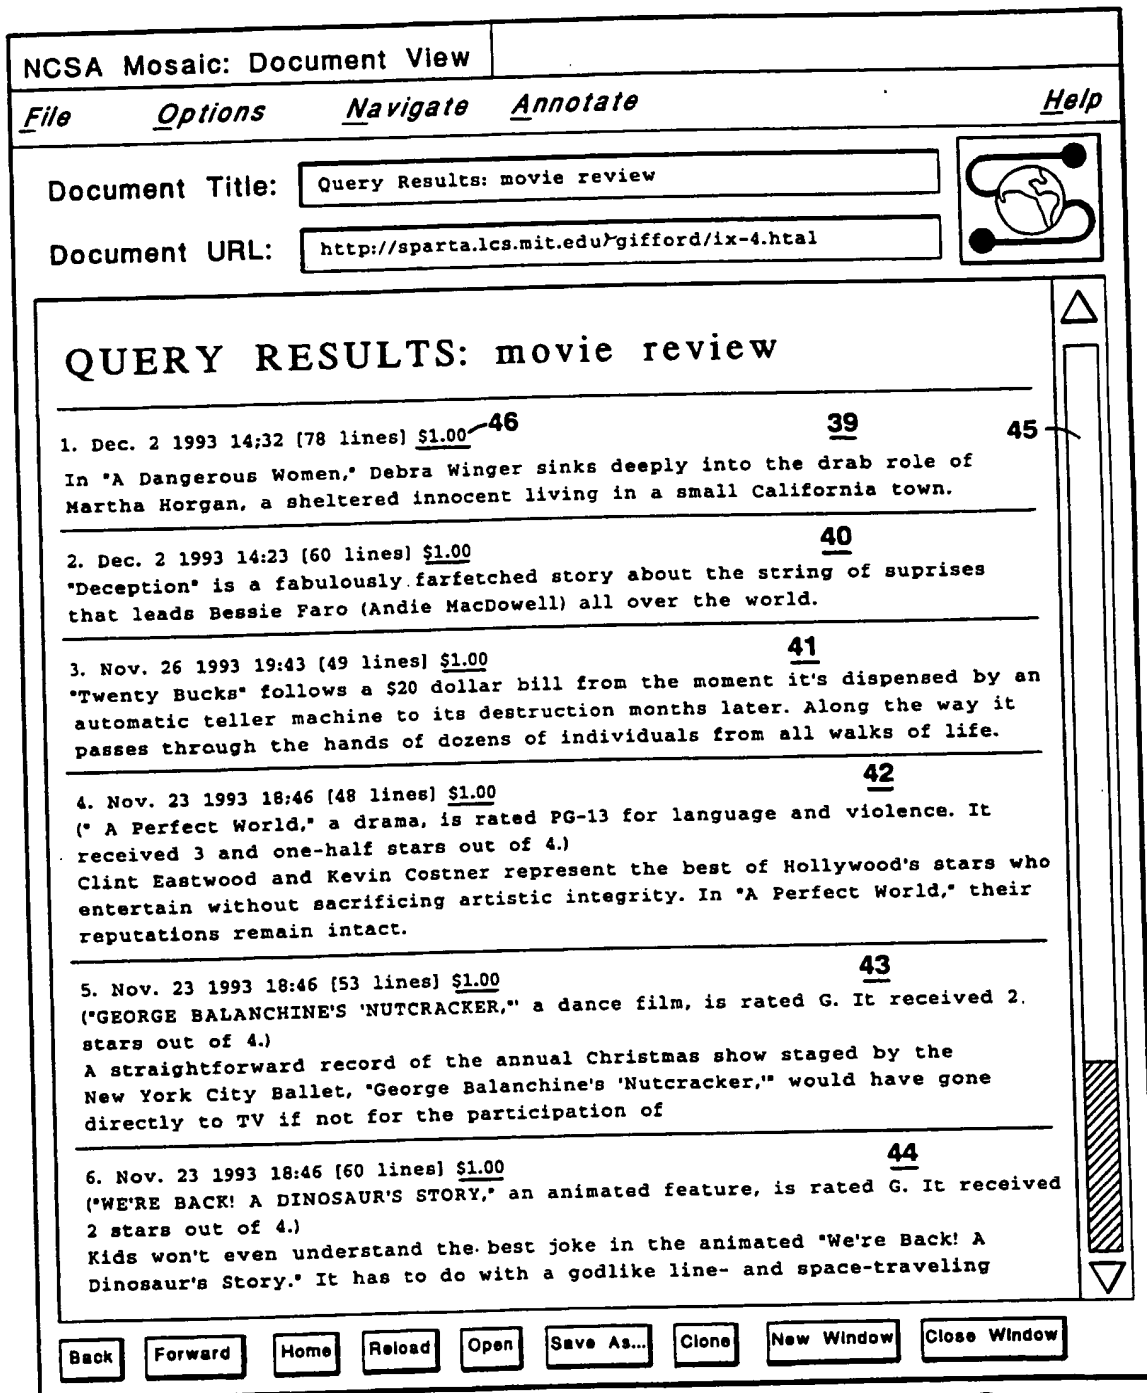 NCSA Mosaic: Document View
File Options Navigate Annotate Help
Document Title: Query Results: movie review
Document URL: http://sparta.lcs.mit.edu/~gifford/ix-4.htal
QUERY RESULTS: movie review
1. Dec. 2 1993 14;32 [78 lines] $1.00 46 39 45
In "A Dangerous Women," Debra Winger sinks deeply into the drab role of
Martha Horgan, a sheltered innocent living in a small California town.
2. Dec. 2 1993 14:23 [60 lines] $1.00 40
"Deception" is a fabulously farfetched story about the string of suprises
that leads Bessie Faro (Andie MacDowell) all over the world.
3. Nov. 26 1993 19:43 [49 lines] $1.00 41
"Twenty Bucks" follows a $20 dollar bill from the moment it's dispensed by an
automatic teller machine to its destruction months later. Along the way it
passes through the hands of dozens of individuals from all walks of life.
4. Nov. 23 1993 18:46 [48 lines] $1.00 42
(" A Perfect World," a drama, is rated PG-13 for language and violence. It
received 3 and one-half stars out of 4.)
Clint Eastwood and Kevin Costner represent the best of Hollywood's stars who
entertain without sacrificing artistic integrity. In "A Perfect World," their
reputations remain intact.
5. Nov. 23 1993 18:46 [53 lines] $1.00 43
("GEORGE BALANCHINE'S 'NUTCRACKER,'" a dance film, is rated G. It received 2
stars out of 4.)
A straightforward record of the annual Christmas show staged by the
New York City Ballet, "George Balanchine's 'Nutcracker,'" would have gone
directly to TV if not for the participation of
6. Nov. 23 1993 18:46 [60 lines] $1.00 44
("WE'RE BACK! A DINOSAUR'S STORY," an animated feature, is rated G. It received
2 stars out of 4.)
Kids won't even understand the best joke in the animated "We're Back! A
Dinosaur's Story." It has to do with a godlike line- and space-traveling
Back Forward Home Reload Open Save As... Clone New Window Close Window